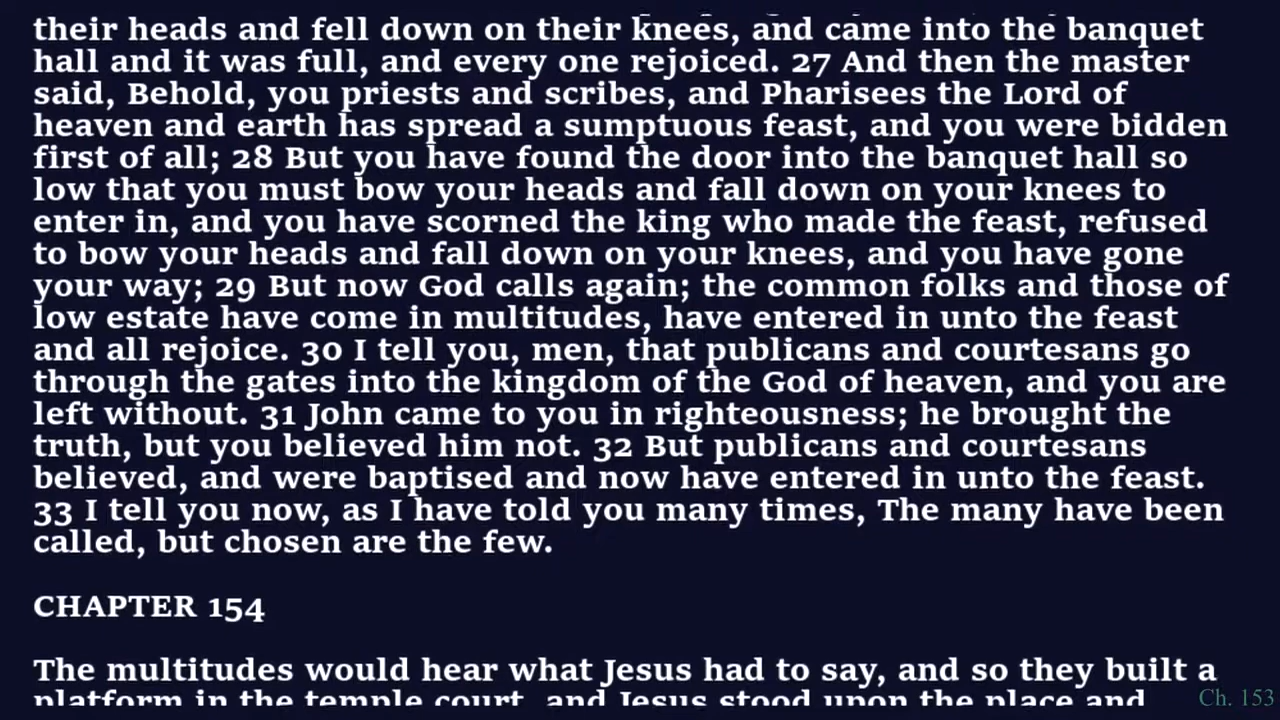 their heads and fell down on their knees, and came into the banquet
hall and it was full, and every one rejoiced. 27 And then the master
said, Behold, you priests and scribes, and Pharisees the Lord of
heaven and earth has spread a sumptuous feast, and you were bidden
first of all; 28 But you have found the door into the banquet hall so
low that you must bow your heads and fall down on your knees to
enter in, and you have scorned the king who made the feast, refused
to bow your heads and fall down on your knees, and you have gone
your way; 29 But now God calls again; the common folks and those of
low estate have come in multitudes, have entered in unto the feast
and all rejoice. 30 I tell you, men, that publicans and courtesans go
through the gates into the kingdom of the God of heaven, and you are
left without. 31 John came to you in righteousness; he brought the
truth, but you believed him not. 32 But publicans and courtesans
believed, and were baptised and now have entered in unto the feast.
33 I tell you now, as I have told you many times, The many have been
called, but chosen are the few.
CHAPTER 154
The multitudes would hear what Jesus had to say, and so they built a
platform in the temple court, and Jesus stood upon the place and
Ch. 153